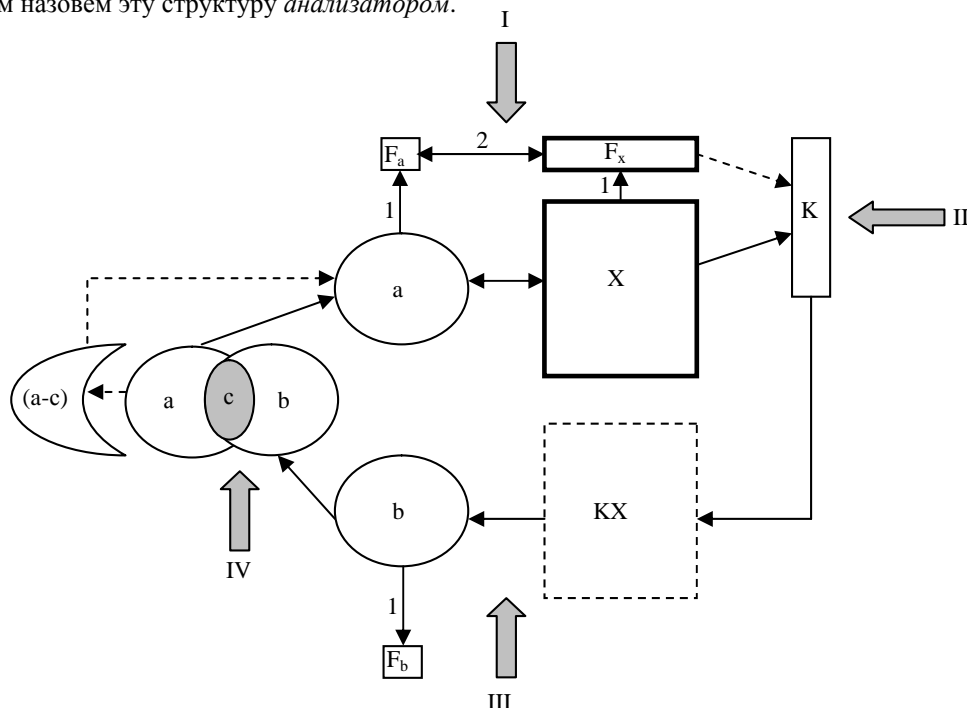 м назовем эту структуру анализатором.
I
Fa 2 Fx
1 1 K
II
a X
(a-c) a c b
b KX
IV
1
Fb
III